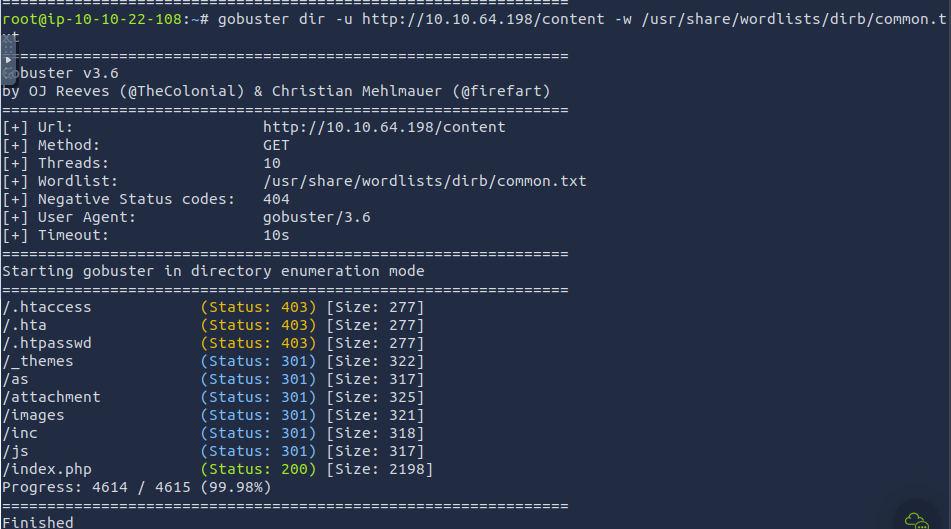 ===============================================================
root@ip-10-10-22-108:~# gobuster dir -u http://10.10.64.198/content -w /usr/share/wordlists/dirb/common.t
xt
===============================================================
Gobuster v3.6
by OJ Reeves (@TheColonial) & Christian Mehlmauer (@firefart)
===============================================================
[+] Url:                     http://10.10.64.198/content
[+] Method:                  GET
[+] Threads:                 10
[+] Wordlist:                /usr/share/wordlists/dirb/common.txt
[+] Negative Status codes:   404
[+] User Agent:              gobuster/3.6
[+] Timeout:                 10s
===============================================================
Starting gobuster in directory enumeration mode
===============================================================
/.htaccess            (Status: 403) [Size: 277]
/.hta                 (Status: 403) [Size: 277]
/.htpasswd            (Status: 403) [Size: 277]
/_themes              (Status: 301) [Size: 322]
/as                   (Status: 301) [Size: 317]
/attachment           (Status: 301) [Size: 325]
/images               (Status: 301) [Size: 321]
/inc                  (Status: 301) [Size: 318]
/js                   (Status: 301) [Size: 317]
/index.php            (Status: 200) [Size: 2198]
Progress: 4614 / 4615 (99.98%)
===============================================================
Finished